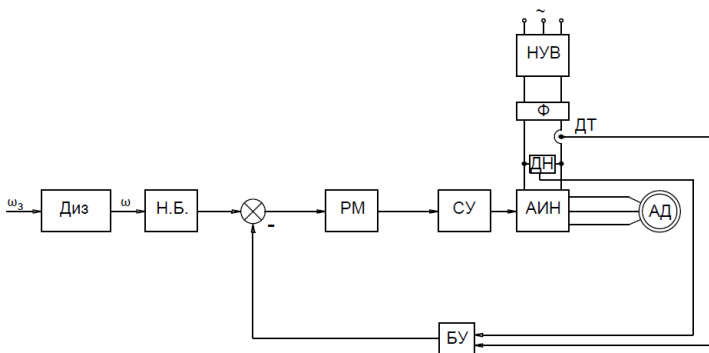 ~
НУВ
Ф
ДТ
ДН
ωз
Диз
ω
Н.Б.
-
РМ
СУ
АИН
АД
БУ